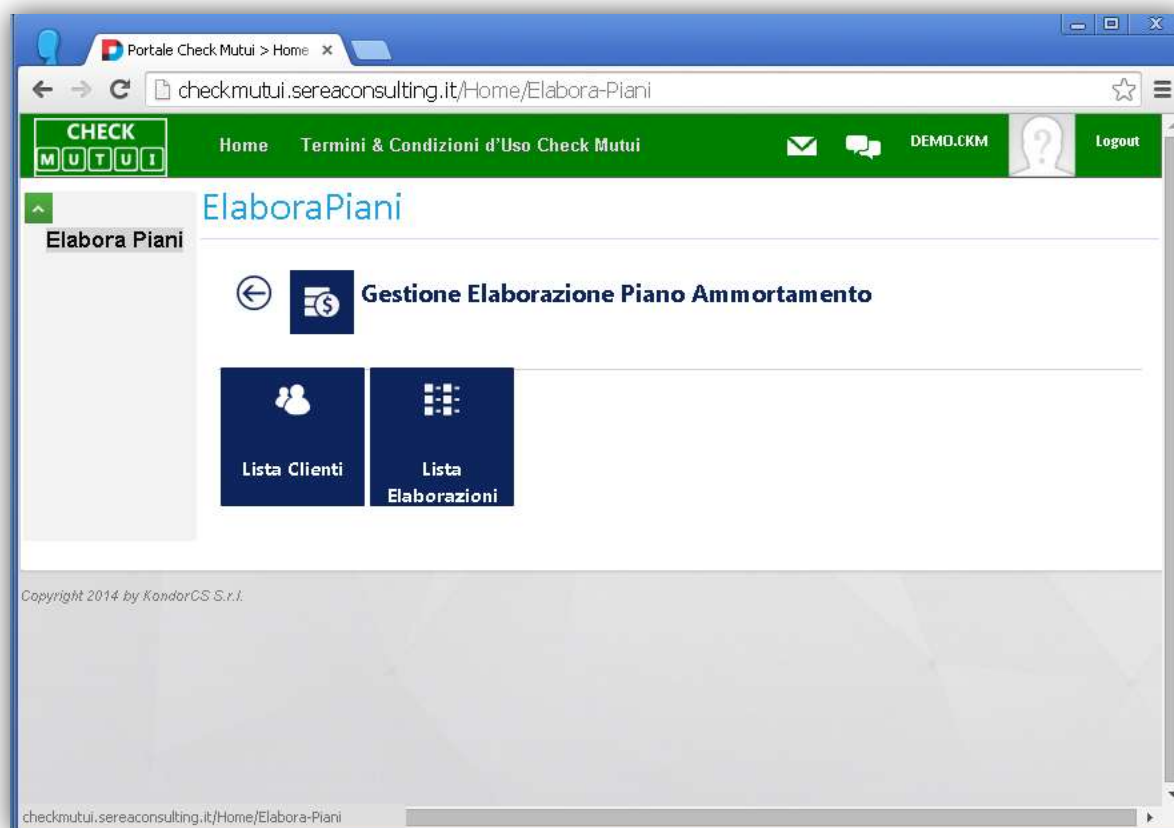 Portale Check Mutui > Home
checkmutui.sereaconsulting.it/Home/Elabora-Piani
CHECK
MUTUI
Home Termini & Condizioni d'Uso Check Mutui DEMO.CKM Logout
ElaboraPiani
Elabora Piani
Gestione Elaborazione Piano Ammortamento
Lista Clienti
Lista
Elaborazioni
Copyright 2014 by KondorCS S.r.l.
checkmutui.sereaconsulting.it/Home/Elabora-Piani